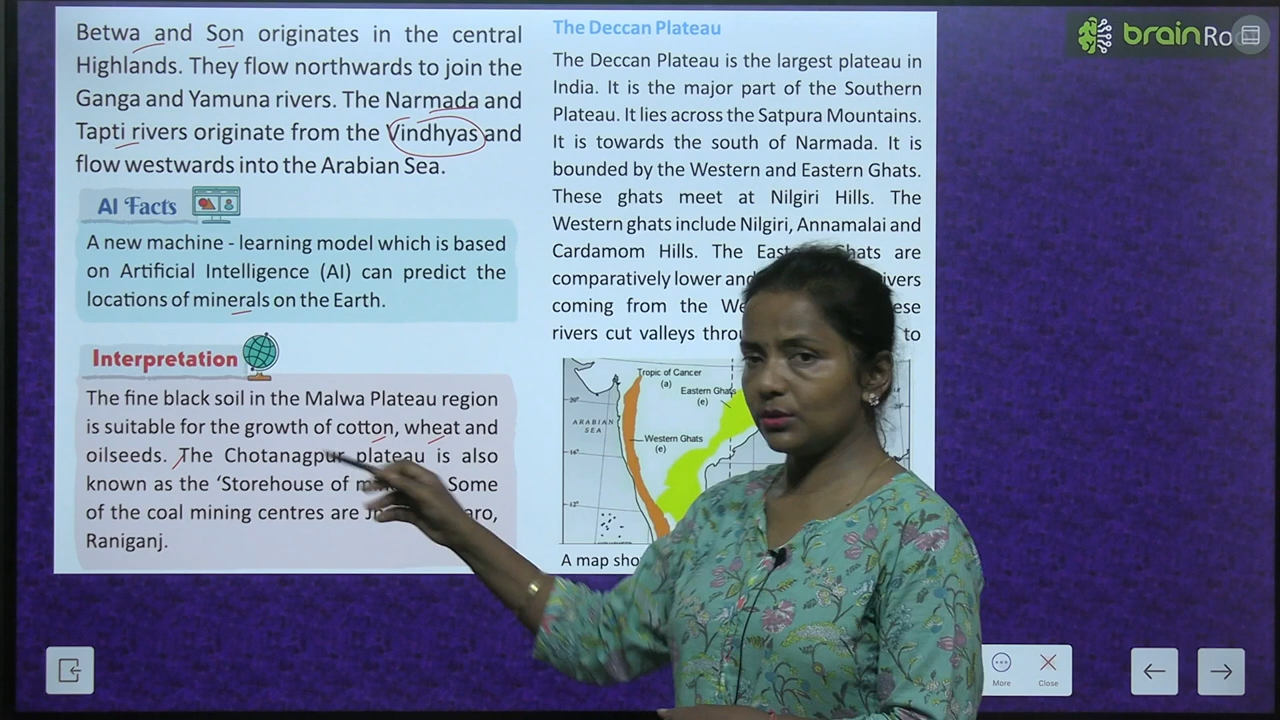 Betwa and Son originates in the central
Highlands. They flow northwards to join the
Ganga and Yamuna rivers. The Narmada and
Tapti rivers originate from the Vindhyas and
flow westwards into the Arabian Sea.
AI Facts
A new machine - learning model which is based
on Artificial Intelligence (AI) can predict the
locations of minerals on the Earth.
Interpretation
The fine black soil in the Malwa Plateau region
is suitable for the growth of cotton, wheat and
oilseeds. The Chotanagpur plateau is also
known as the ‘Storehouse of Some
of the coal mining centres are
Raniganj.
The Deccan Plateau
The Deccan Plateau is the largest plateau in
India. It is the major part of the Southern
Plateau. It lies across the Satpura Mountains.
It is towards the south of Narmada. It is
bounded by the Western and Eastern Ghats.
These ghats meet at Nilgiri Hills. The
Western ghats include Nilgiri, Annamalai and
Cardamom Hills. The Eastern Ghats are
comparatively lower and
coming from the
rivers cut valleys to
Tropic of Cancer
(a)
Eastern Ghats
(e)
ARABIAN
SEA
Western Ghats
(e)
20°
16°
12°
A map
brain
More
Close